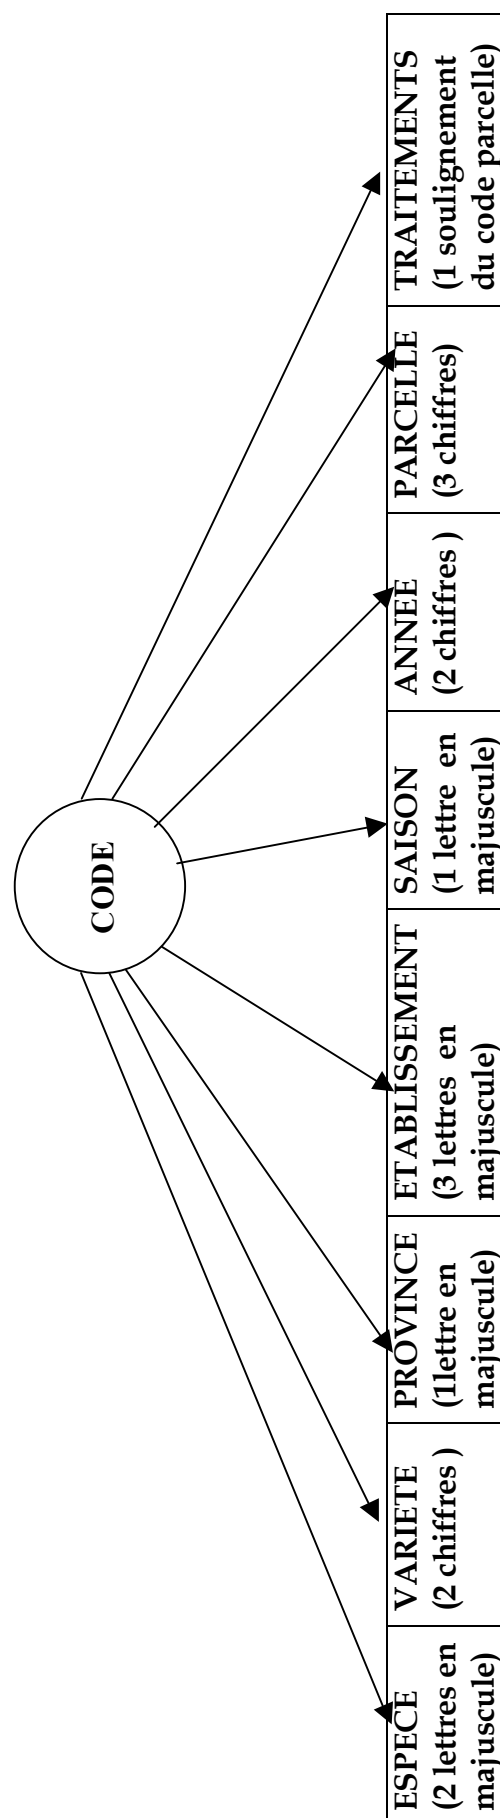 CODE
ESPECE
(2 lettres en
majuscule)
VARIETE
(2 chiffres )
PROVINCE
(1lettre en
majuscule)
ETABLISSEMENT
(3 lettres en
majuscule)
SAISON
(1 lettre en
majuscule)
ANNEE
(2 chiffres )
PARCELLE
(3 chiffres)
TRAITEMENTS
(1 soulignement
du code parcelle)